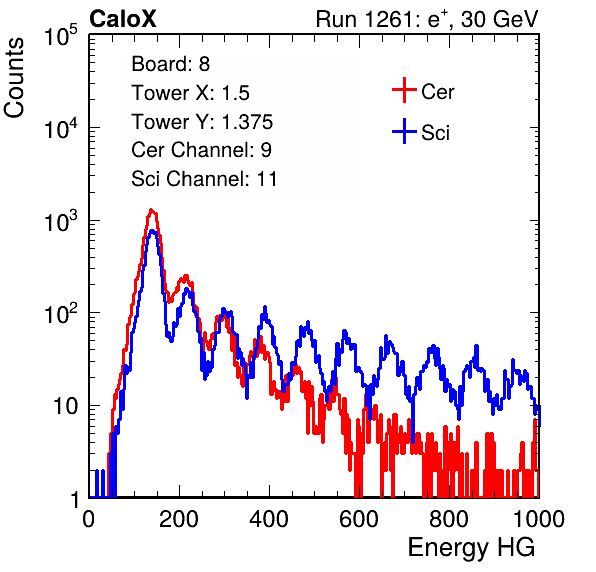 CaloX Run 1261: e⁺, 30 GeV
10⁵
Counts
Board: 8
Tower X: 1.5
Tower Y: 1.375
Cer Channel: 9
Sci Channel: 11
Cer
Sci
10⁴
10³
10²
10
1
0 200 400 600 800 1000
Energy HG